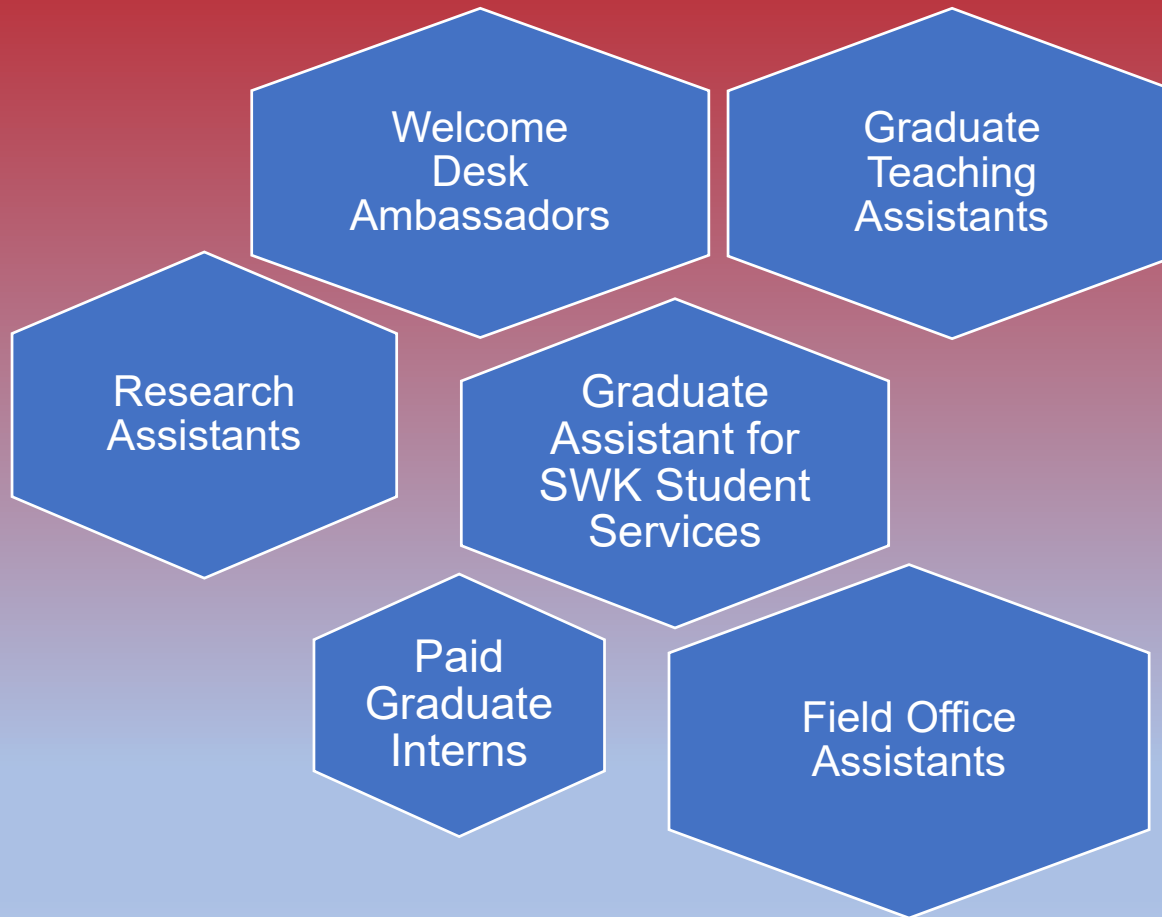 Welcome
Desk
Ambassadors
Graduate
Teaching
Assistants
Research
Assistants
Graduate
Assistant for
SWK Student
Services
Paid
Graduate
Interns
Field Office
Assistants